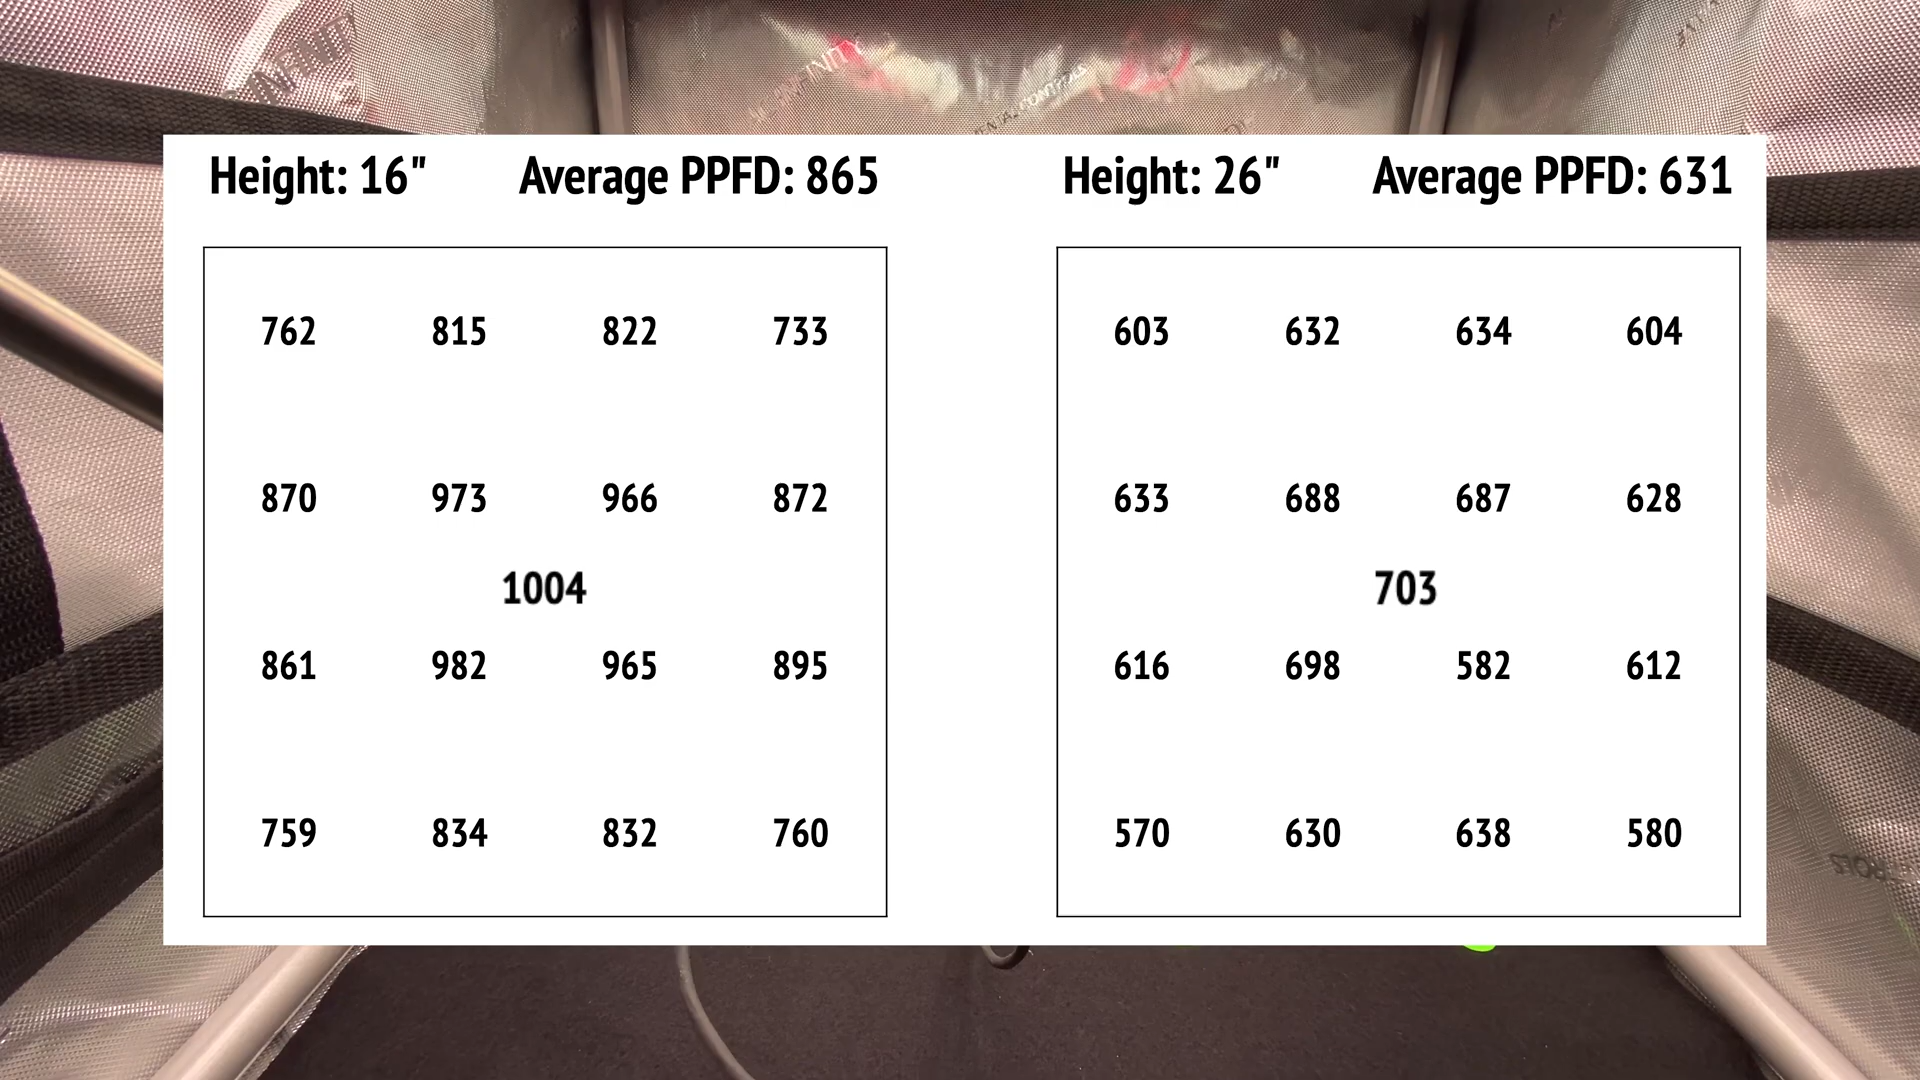 Height: 16" Average PPFD: 865
762 815 822 733
870 973 966 872
1004
861 982 965 895
759 834 832 760
Height: 26" Average PPFD: 631
603 632 634 604
633 688 687 628
703
616 698 582 612
570 630 638 580